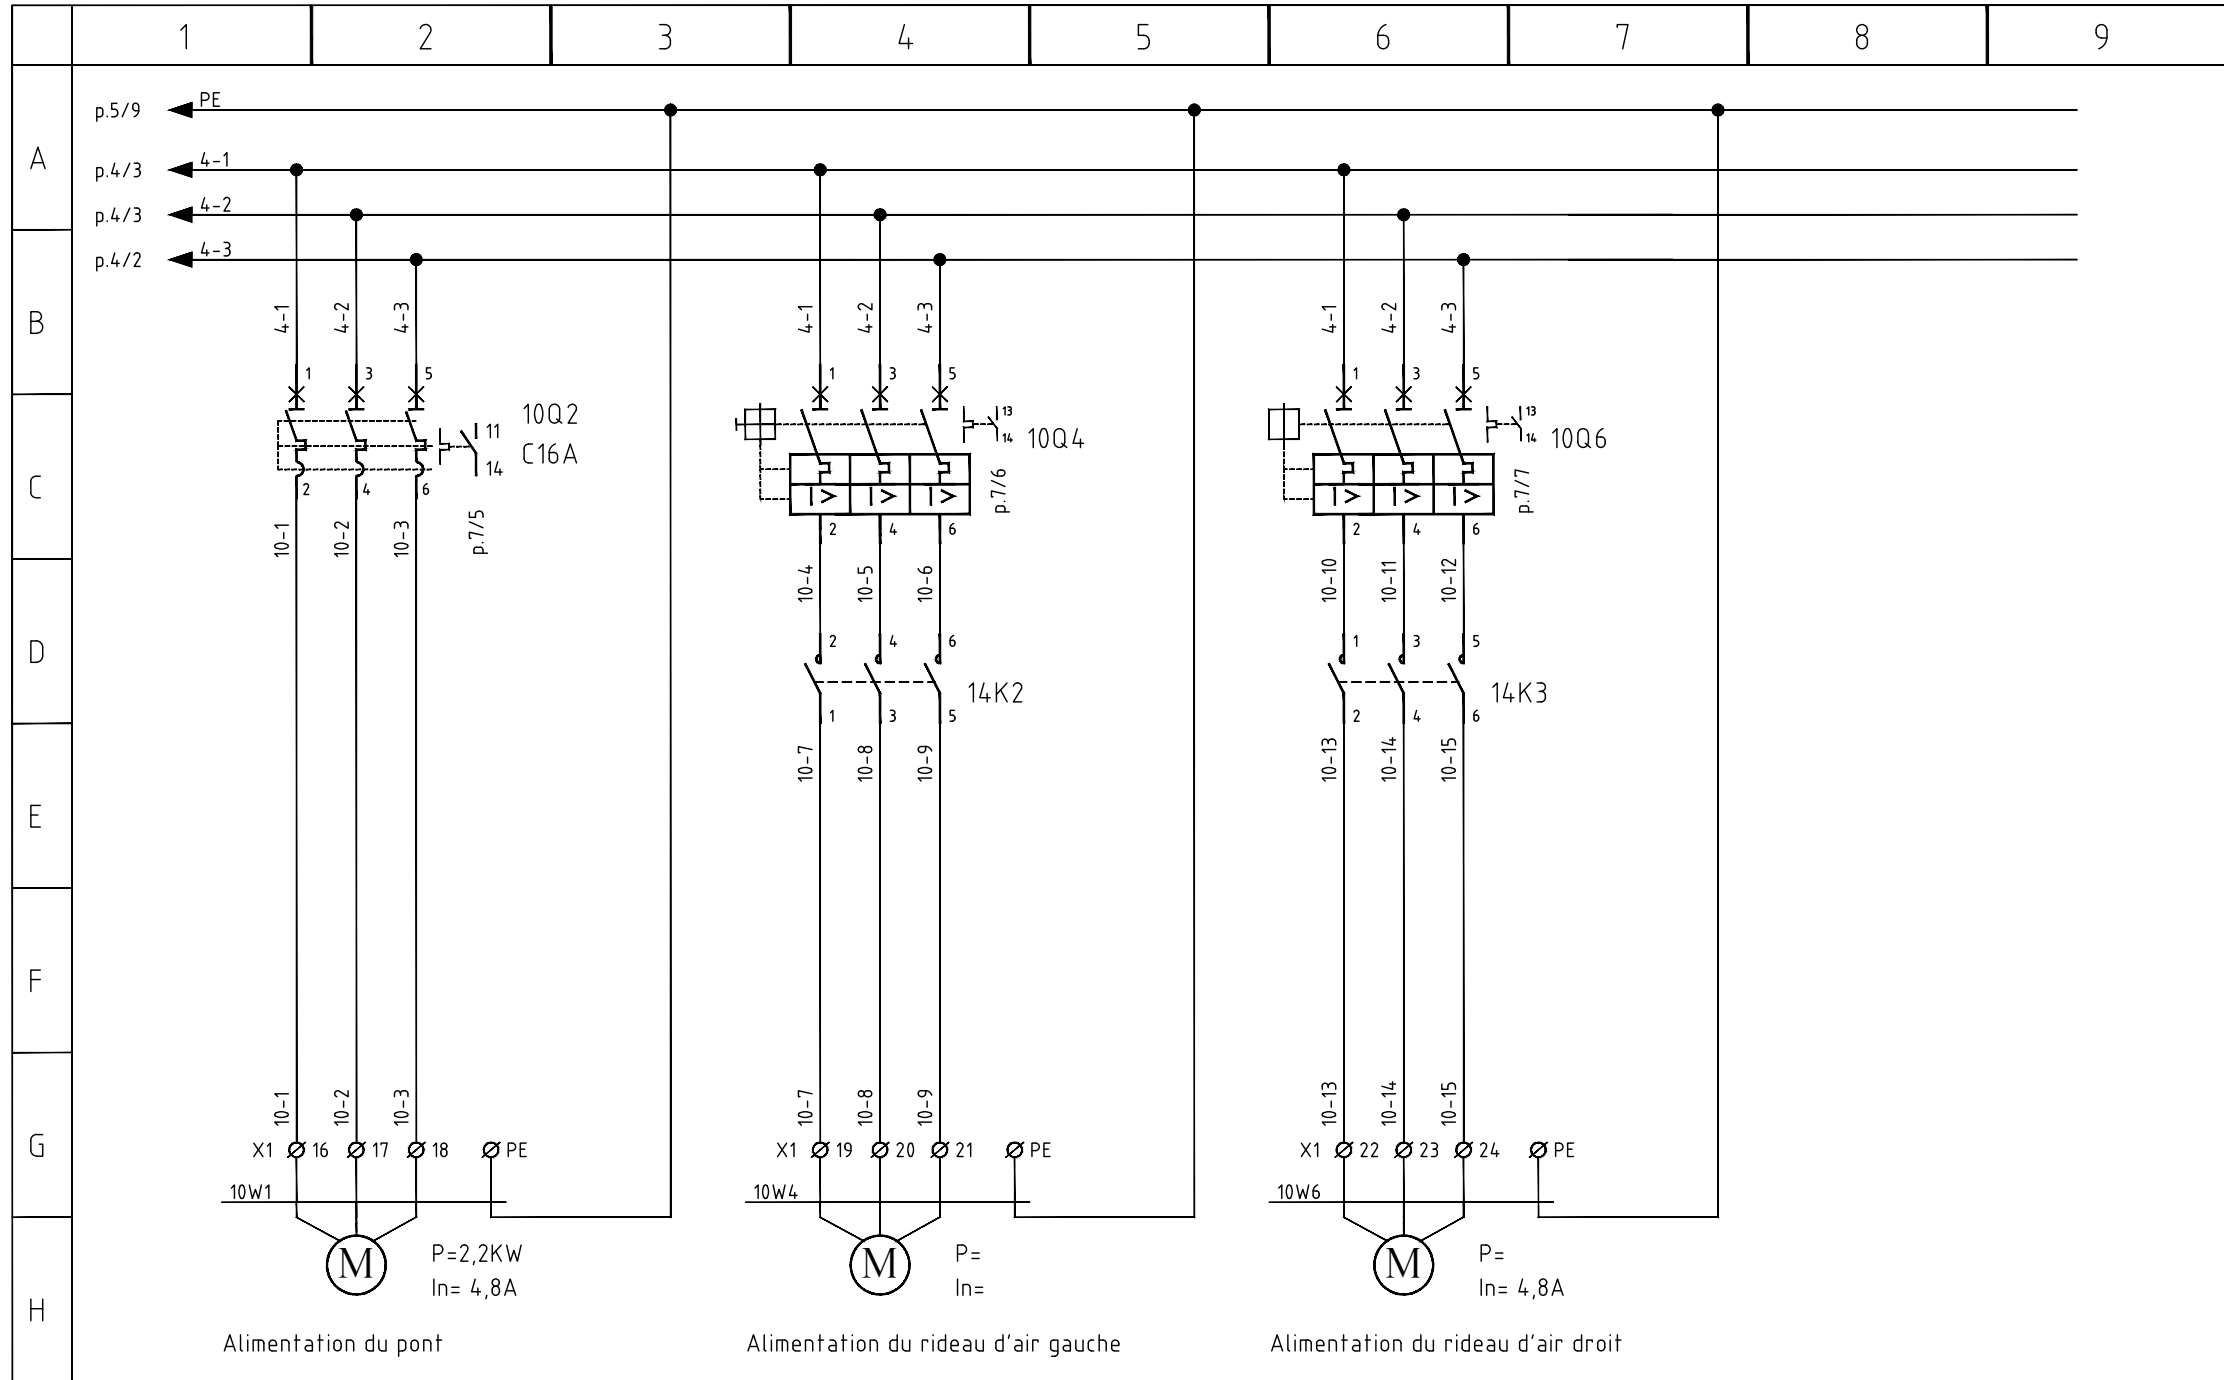 1 2 3 4 5 6 7 8 9
A
B
C
D
E
F
G
H
p.5/9 PE
p.4/3 4-1
p.4/3 4-2
p.4/2 4-3
4-1 4-2 4-3
1 3 5
10Q2
C16A
11
14
2 4 6
10-1 10-2 10-3
p.7/5
10-1 10-2 10-3
X1 16 17 18 PE
10W1
M
P=2,2KW
In= 4,8A
Alimentation du pont
4-1 4-2 4-3
1 3 5
13
14
10Q4
I> I> I>
p.7/6
2 4 6
10-4 10-5 10-6
2 4 6
14K2
1 3 5
10-7 10-8 10-9
10-7 10-8 10-9
X1 19 20 21 PE
10W4
M
P=
In=
Alimentation du rideau d'air gauche
4-1 4-2 4-3
1 3 5
13
14
10Q6
I> I> I>
p.7/7
2 4 6
10-10 10-11 10-12
1 3 5
14K3
2 4 6
10-13 10-14 10-15
10-13 10-14 10-15
X1 22 23 24 PE
10W6
M
P=
In= 4,8A
Alimentation du rideau d'air droit